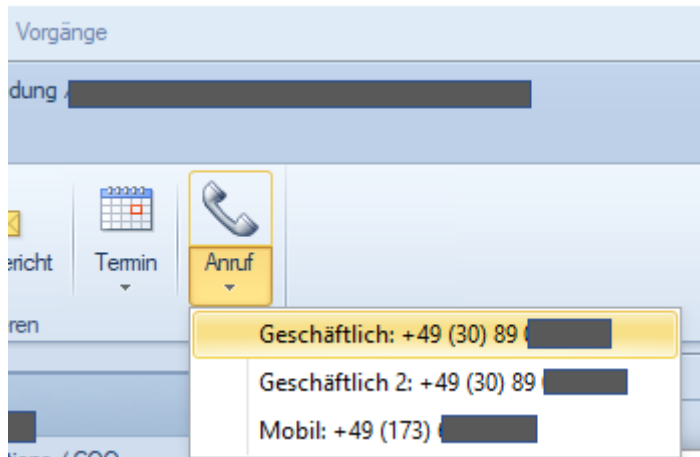 Vorgänge
dung
ericht
Termin
Anruf
ren
Geschäftlich: +49 (30) 89
Geschäftlich 2: +49 (30) 89
Mobil: +49 (173)